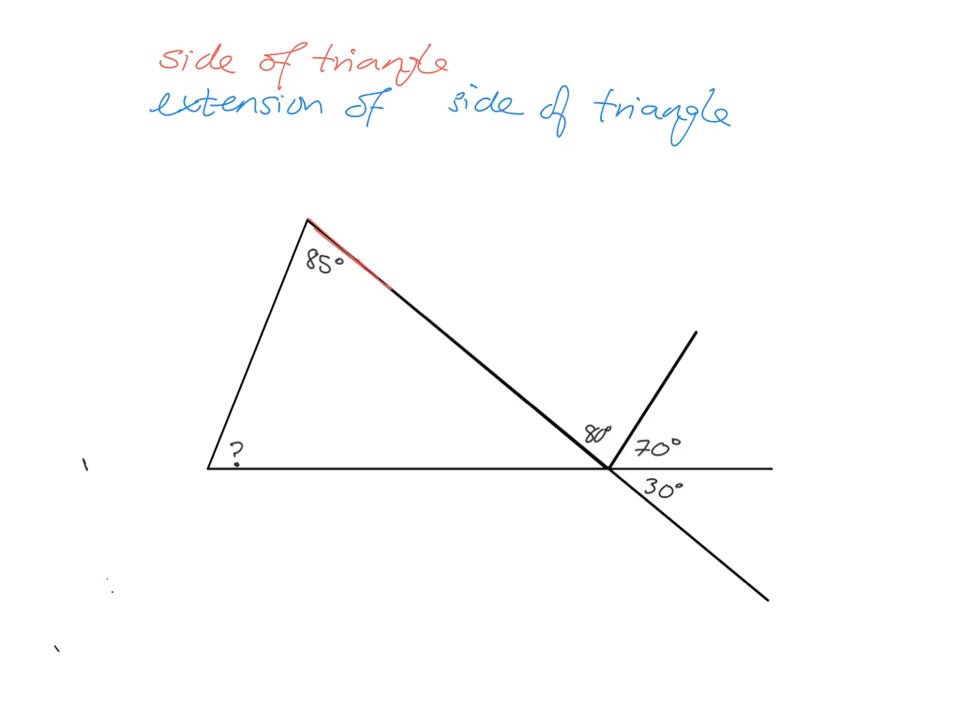 side of triangle
extension of side of triangle
85°
80°
70°
?
30°